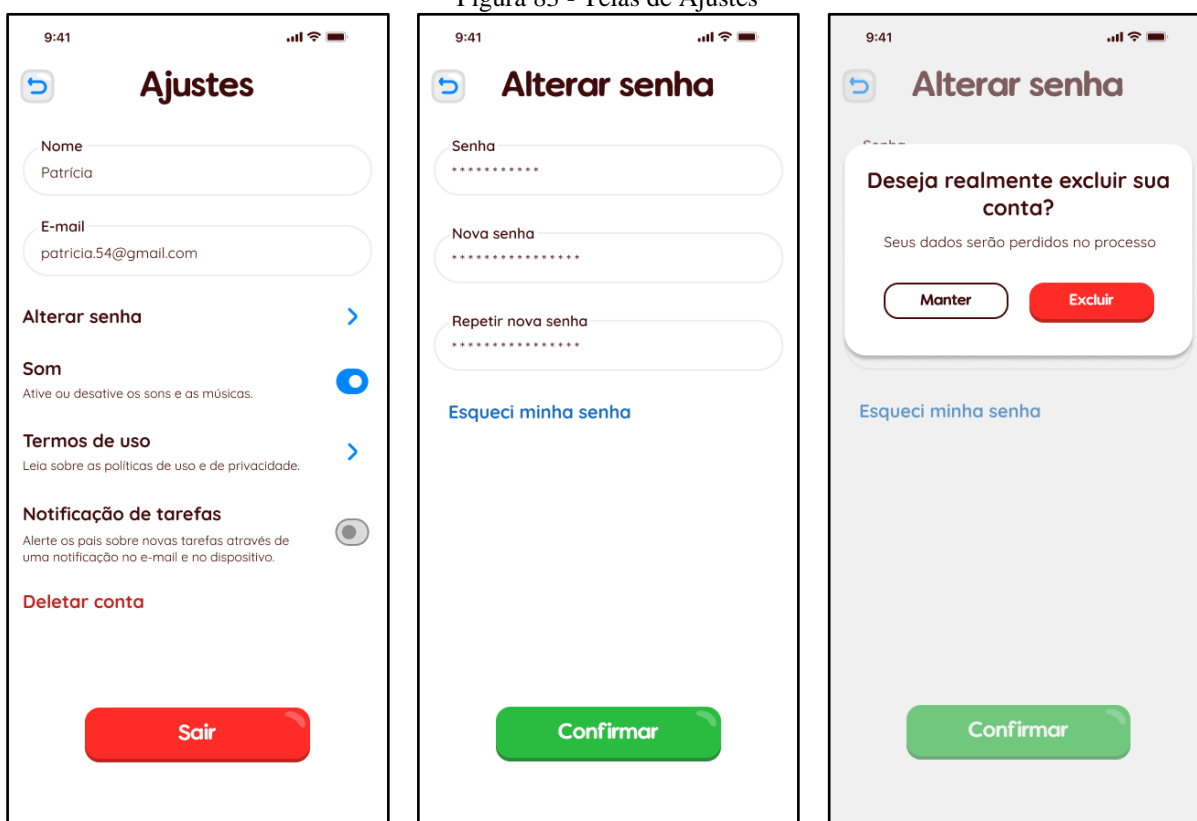 Figura 83 - Telas de Ajustes
9:41
Ajustes
Nome
Patrícia
E-mail
patricia.54@gmail.com
Alterar senha
Som
Ative ou desative os sons e as músicas.
Termos de uso
Leia sobre as políticas de uso e de privacidade.
Notificação de tarefas
Alerte os pais sobre novas tarefas através de
uma notificação no e-mail e no dispositivo.
Deletar conta
Sair
9:41
Alterar senha
Senha
***********
Nova senha
****************
Repetir nova senha
****************
Esqueci minha senha
Confirmar
9:41
Alterar senha
Senha
Deseja realmente excluir sua
conta?
Seus dados serão perdidos no processo
Manter
Excluir
Esqueci minha senha
Confirmar